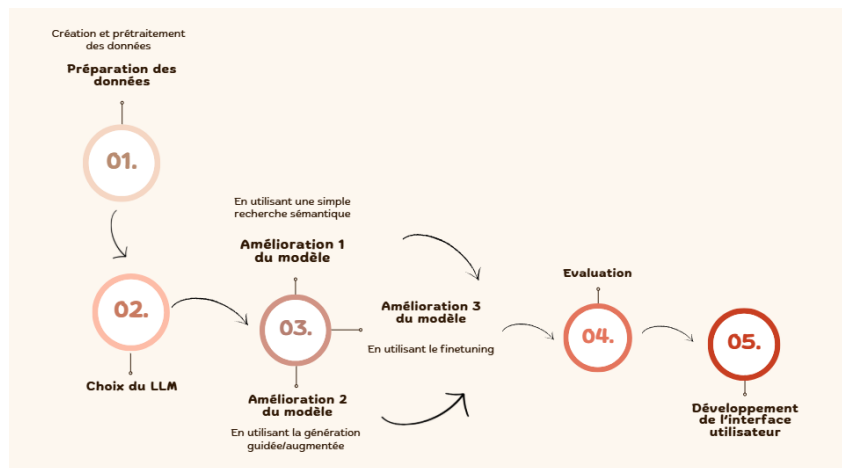 Création et prétraitement
des données
Préparation des
données
01.
02.
Choix du LLM
En utilisant une simple
recherche sémantique
Amélioration 1
du modèle
03.
Amélioration 2
du modèle
En utilisant la génération
guidée/augmentée
Amélioration 3
du modèle
En utilisant le finetuning
Evaluation
04.
05.
Développement
de l'interface
utilisateur